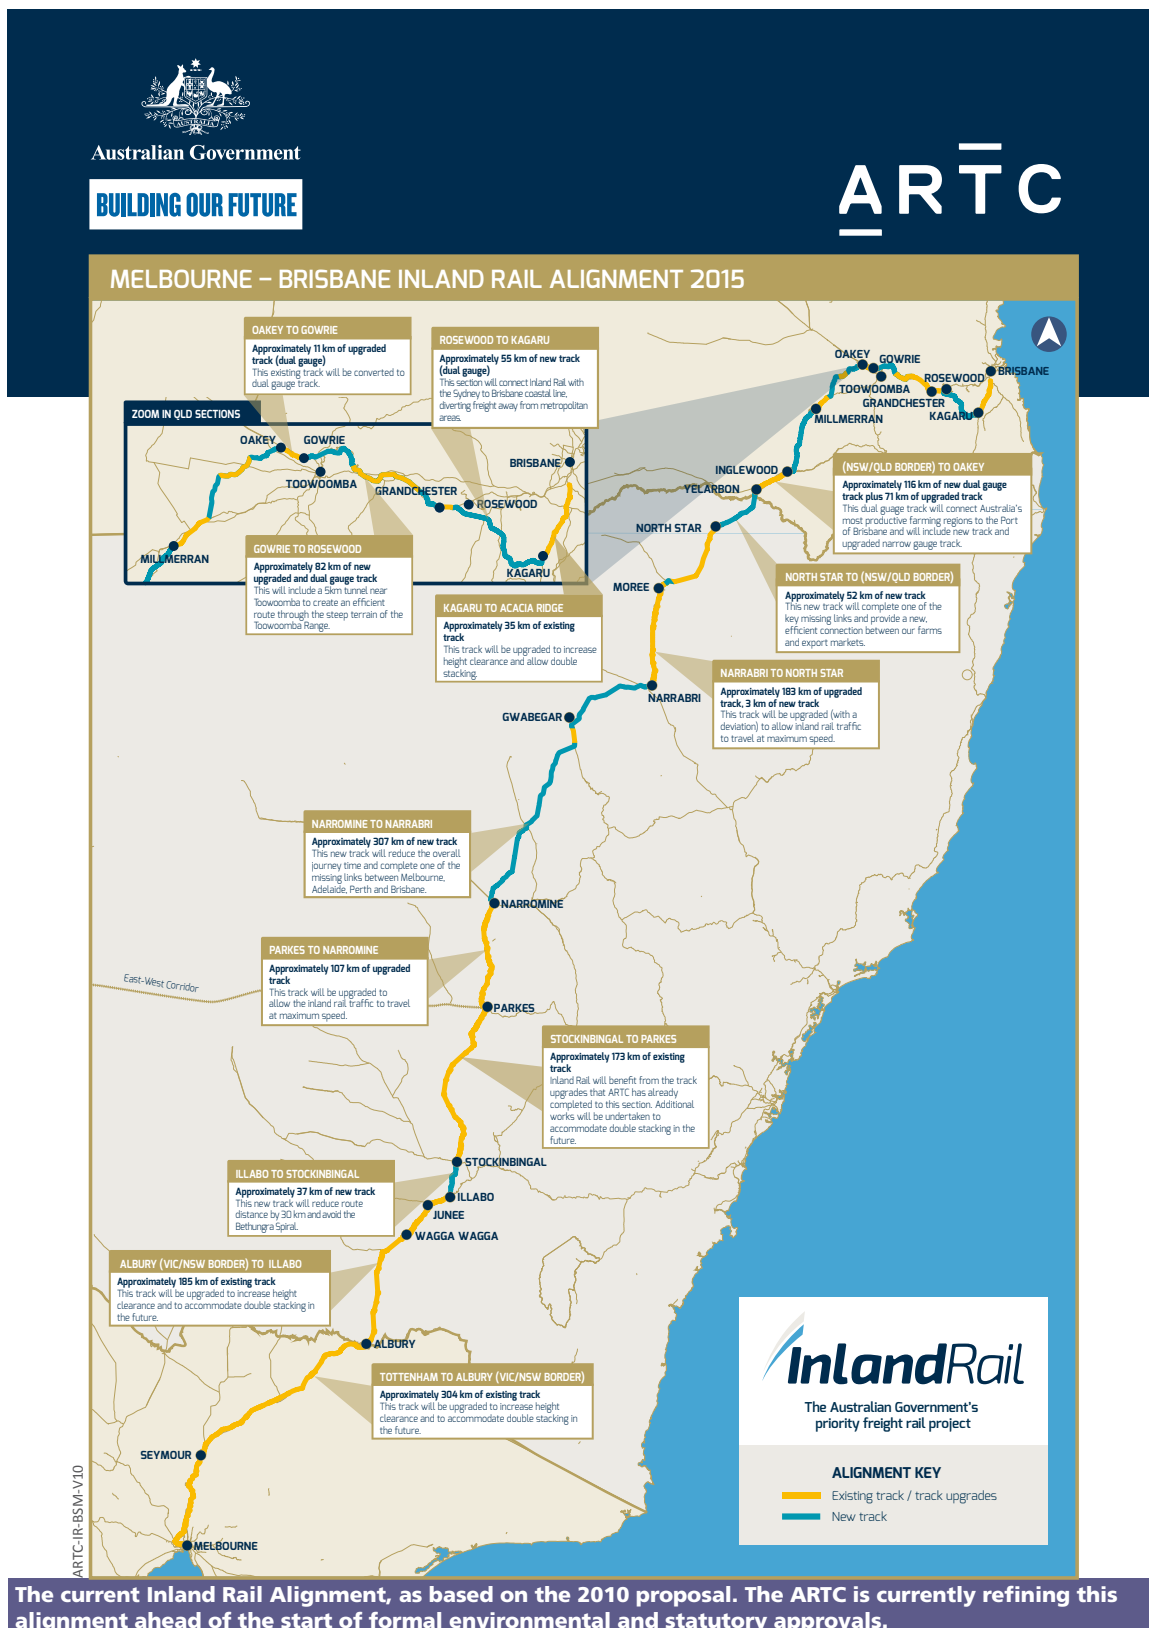 AUSTRALIA
Australian Government
BUILDING OUR FUTURE
ARTC
MELBOURNE – BRISBANE INLAND RAIL ALIGNMENT 2015
OAKEY TO GOWRIE
Approximately 11 km of upgraded
track (dual gauge)
This existing track will be converted to
dual gauge track.
ROSEWOOD TO KAGARU
Approximately 55 km of new track
(dual gauge)
This section will connect Inland Rail with
the Sydney to Brisbane coastal line,
diverting freight away from metropolitan
areas.
ZOOM IN QLD SECTIONS
OAKEY
GOWRIE
TOOWOOMBA
GRANDCHESTER
BRISBANE
ROSEWOOD
MILLMERRAN
KAGARU
GOWRIE TO ROSEWOOD
Approximately 82 km of new
upgraded and dual gauge track
This will include a 5km tunnel near
Toowoomba to create an efficient
route through the steep terrain of the
Toowoomba Range.
KAGARU TO ACACIA RIDGE
Approximately 35 km of existing
track
This track will be upgraded to increase
height clearance and allow double
stacking.
OAKEY
GOWRIE
BRISBANE
ROSEWOOD
TOOWOOMBA
GRANDCHESTER
KAGARU
MILLMERRAN
INGLEWOOD
YELARBON
NORTH STAR
MOREE
(NSW/QLD BORDER) TO OAKEY
Approximately 116 km of new dual gauge
track plus 71 km of upgraded track
This dual guage track will connect Australia's
most productive farming regions to the Port
of Brisbane and will include new track and
upgraded narrow gauge track.
NORTH STAR TO (NSW/QLD BORDER)
Approximately 52 km of new track
This new track will complete one of the
key missing links and provide a new,
efficient connection between our farms
and export markets.
NARRABRI TO NORTH STAR
Approximately 183 km of upgraded
track, 3 km of new track
This track will be upgraded (with a
deviation) to allow inland rail traffic
to travel at maximum speed.
NARRABRI
GWABEGAR
NARROMINE TO NARRABRI
Approximately 307 km of new track
This new track will reduce the overall
journey time and complete one of the
missing links between Melbourne,
Adelaide, Perth and Brisbane.
NARROMINE
PARKES TO NARROMINE
Approximately 107 km of upgraded
track
This track will be upgraded to
allow the inland rail traffic to travel
at maximum speed.
East-West Corridor
PARKES
STOCKINBINGAL TO PARKES
Approximately 173 km of existing
track
Inland Rail will benefit from the track
upgrades that ARTC has already
completed to this section. Additional
works will be undertaken to
accommodate double stacking in the
future.
STOCKINBINGAL
ILLABO TO STOCKINBINGAL
Approximately 37 km of new track
This new track will reduce route
distance by 30 km and avoid the
Bethungra Spiral.
ILLABO
JUNEE
WAGGA WAGGA
ALBURY (VIC/NSW BORDER) TO ILLABO
Approximately 185 km of existing track
This track will be upgraded to increase height
clearance and to accommodate double stacking in
the future.
ALBURY
TOTTENHAM TO ALBURY (VIC/NSW BORDER)
Approximately 304 km of existing track
This track will be upgraded to increase height
clearance and to accommodate double stacking in
the future.
SEYMOUR
MELBOURNE
InlandRail
The Australian Government's
priority freight rail project
ALIGNMENT KEY
Existing track / track upgrades
New track
ARTC-IR-BSM-V10
The current Inland Rail Alignment, as based on the 2010 proposal. The ARTC is currently refining this
alignment ahead of the start of formal environmental and statutory approvals.